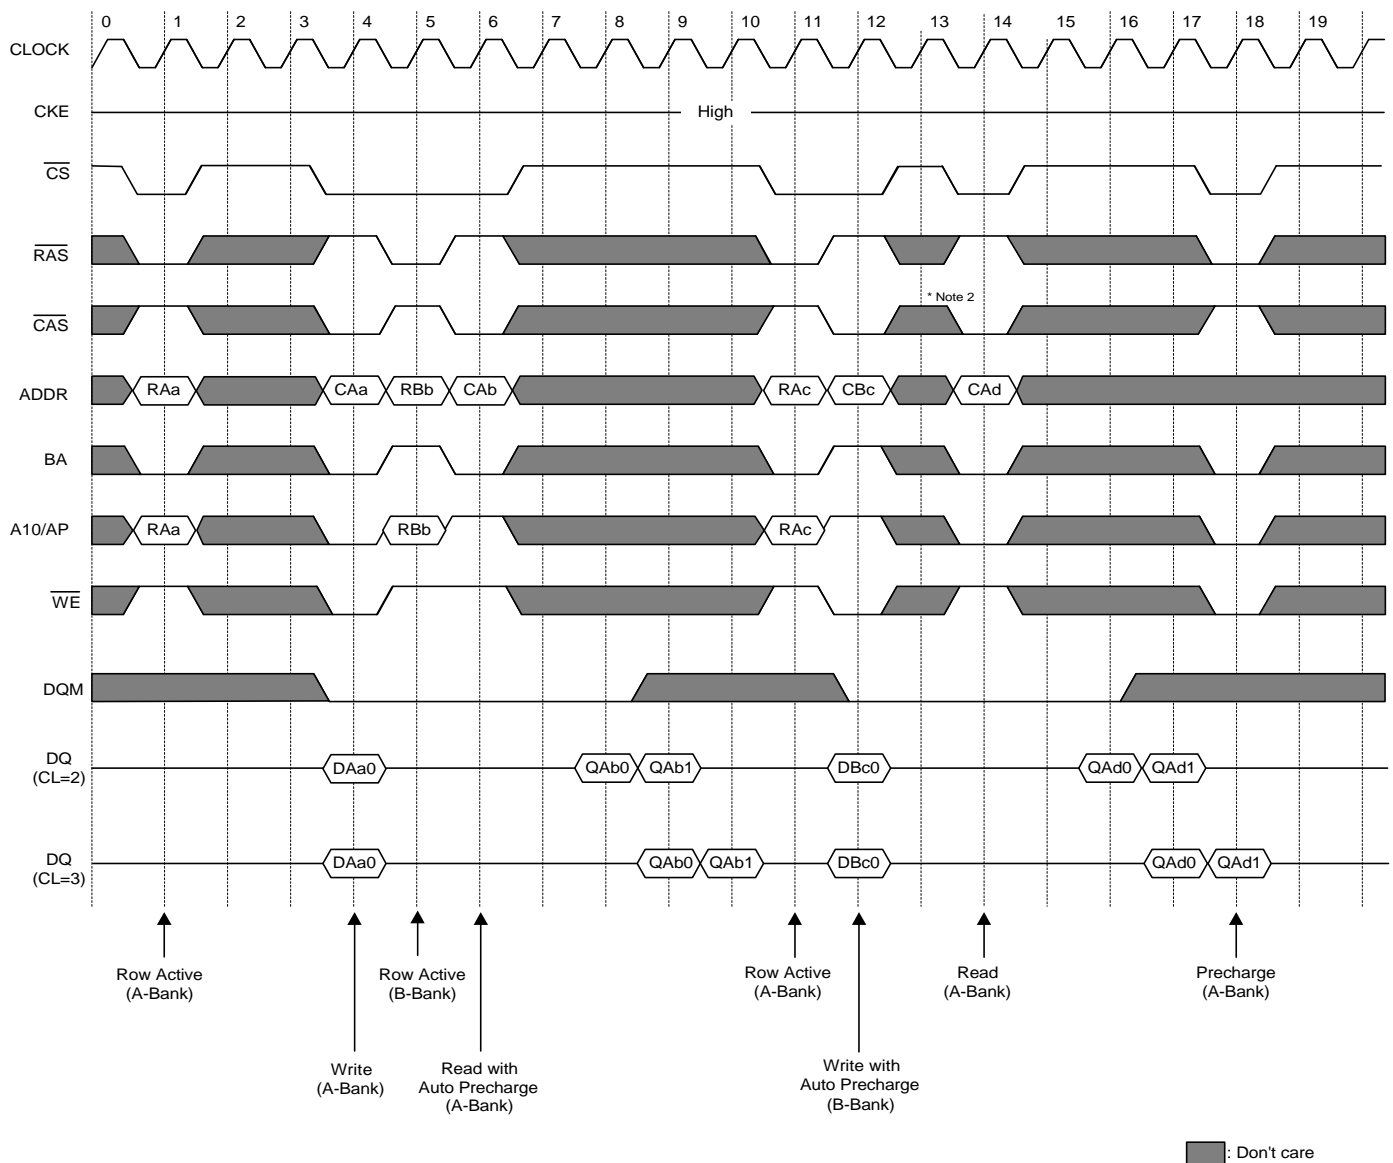 0 1 2 3 4 5 6 7 8 9 10 11 12 13 14 15 16 17 18 19
CLOCK
CKE High
CS
RAS
* Note 2
CAS
ADDR RAa CAa RBb CAb RAc CBc CAd
BA
A10/AP RAa RBb RAc
WE
DQM
DQ
(CL=2) DAa0 QAb0 QAb1 DBc0 QAd0 QAd1
DQ
(CL=3) DAa0 QAb0 QAb1 DBc0 QAd0 QAd1
Row Active
(A-Bank)
Row Active
(B-Bank)
Row Active
(A-Bank)
Read
(A-Bank)
Precharge
(A-Bank)
Write
(A-Bank)
Read with
Auto Precharge
(A-Bank)
Write with
Auto Precharge
(B-Bank)
: Don't care